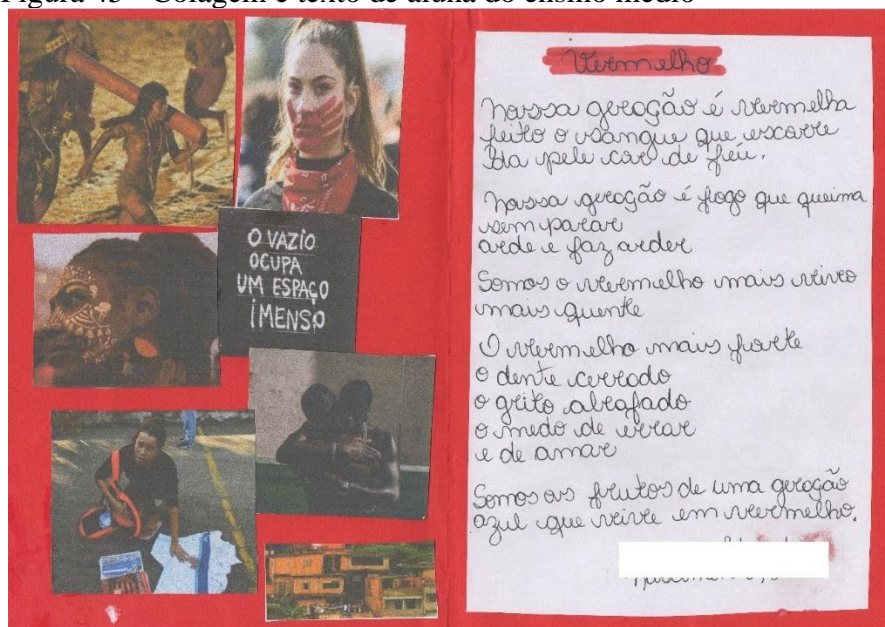 Figura 43 – Colagem e texto de aluna do ensino médio
O VAZIO
OCUPA
UM ESPAÇO
IMENSO
Vermelho
Nossa geração é vermelha
feito o sangue que escorre
da pele cor de
Nossa geração é fogo que queima
sem parar
arde e faz arder
Somos o vermelho mais vivo
mais quente
O vermelho mais forte
o dente cerrado
o grito abafado
o medo de errar
e de amar
Somos os frutos de uma geração
azul que vive em vermelho.